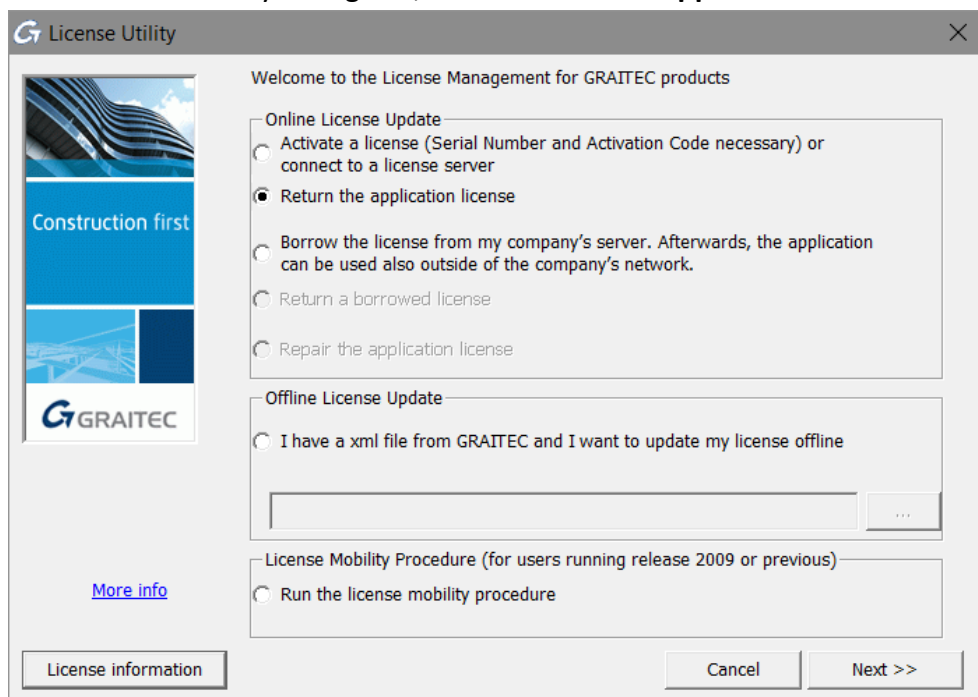 License Utility
Welcome to the License Management for GRAITEC products
Online License Update
Activate a license (Serial Number and Activation Code necessary) or
connect to a license server
Return the application license
Construction first
Borrow the license from my company's server. Afterwards, the application
can be used also outside of the company's network.
Return a borrowed license
Repair the application license
GRAITEC
Offline License Update
I have a xml file from GRAITEC and I want to update my license offline
...
License Mobility Procedure (for users running release 2009 or previous)
More info
Run the license mobility procedure
License information
Cancel
Next >>